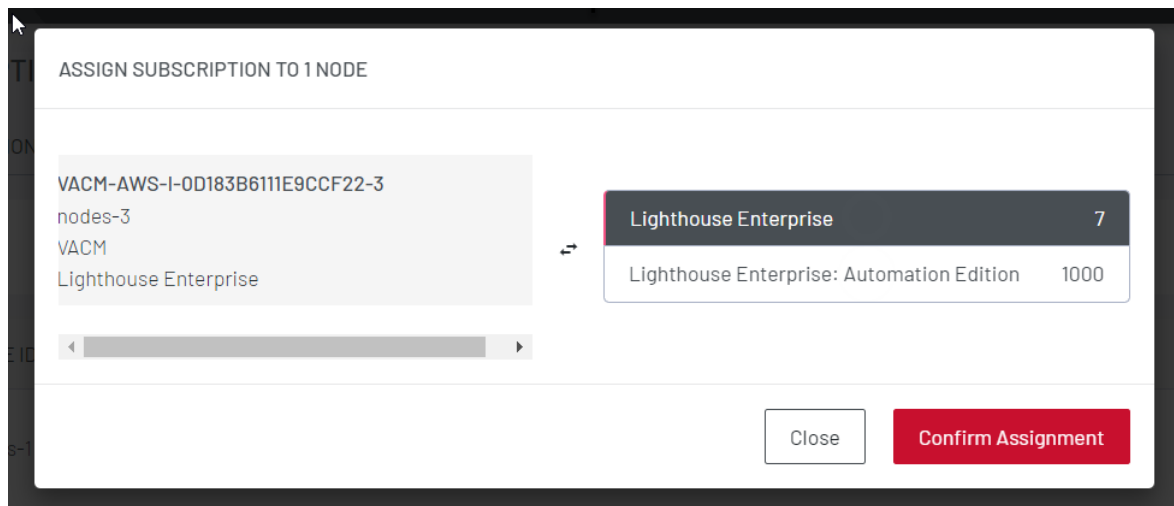 ASSIGN SUBSCRIPTION TO 1 NODE
VACM-AWS-I-0D183B6111E9CCF22-3
nodes-3
VACM
Lighthouse Enterprise
Lighthouse Enterprise 7
Lighthouse Enterprise: Automation Edition 1000
Close
Confirm Assignment